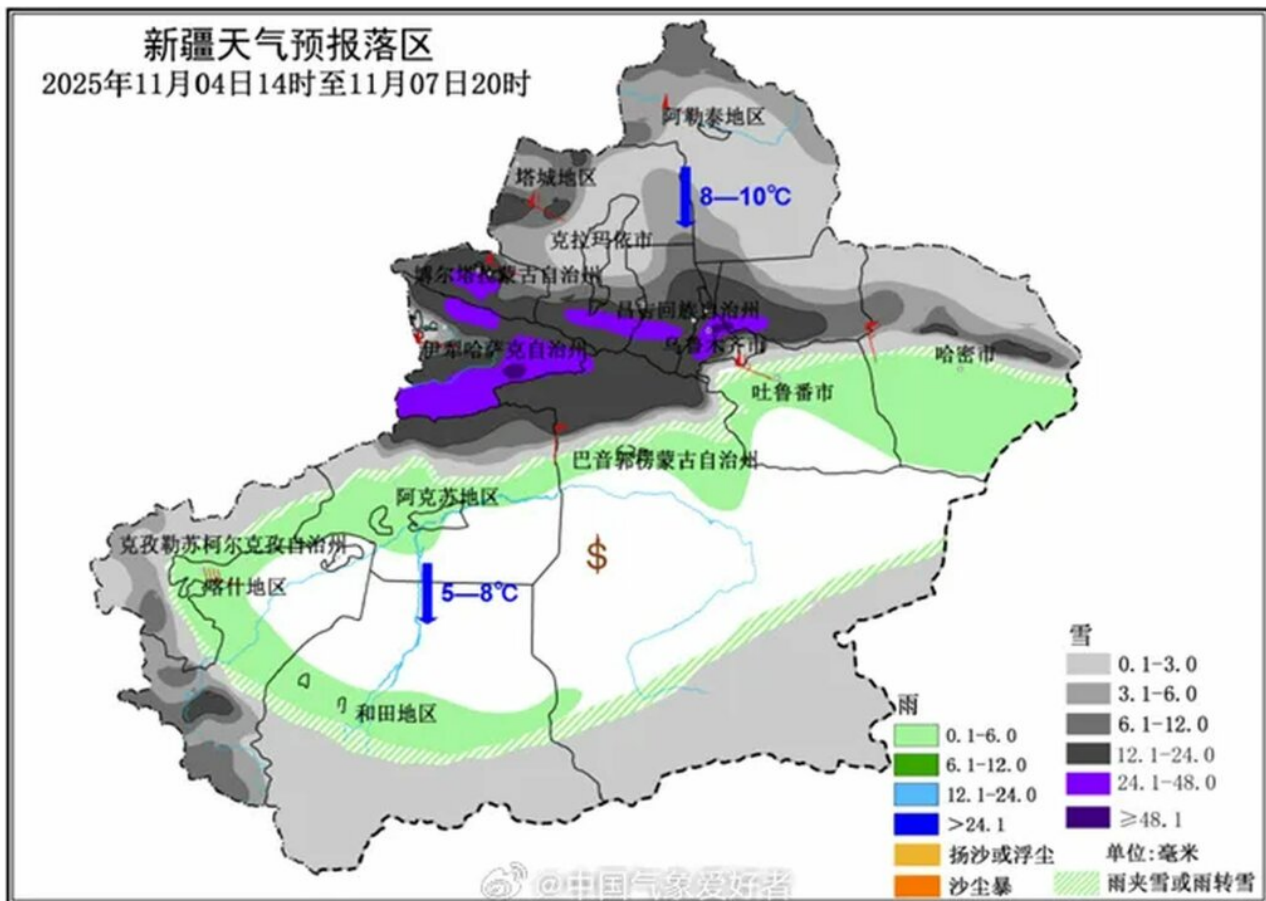 新疆天气预报落区
2025年11月04日14时至11月07日20时
阿勒泰地区
塔城地区
8—10℃
克拉玛依市
博尔塔拉蒙古自治州
昌吉回族自治州
乌鲁木齐市
伊犁哈萨克自治州
哈密市
吐鲁番市
巴音郭楞蒙古自治州
阿克苏地区
克孜勒苏柯尔克孜自治州
喀什地区
5—8℃
和田地区
雪
0.1-3.0
3.1-6.0
6.1-12.0
12.1-24.0
24.1-48.0
≥48.1
单位:毫米
雨夹雪或雨转雪
雨
0.1-6.0
6.1-12.0
12.1-24.0
>24.1
扬沙或浮尘
沙尘暴
@中国气象爱好者